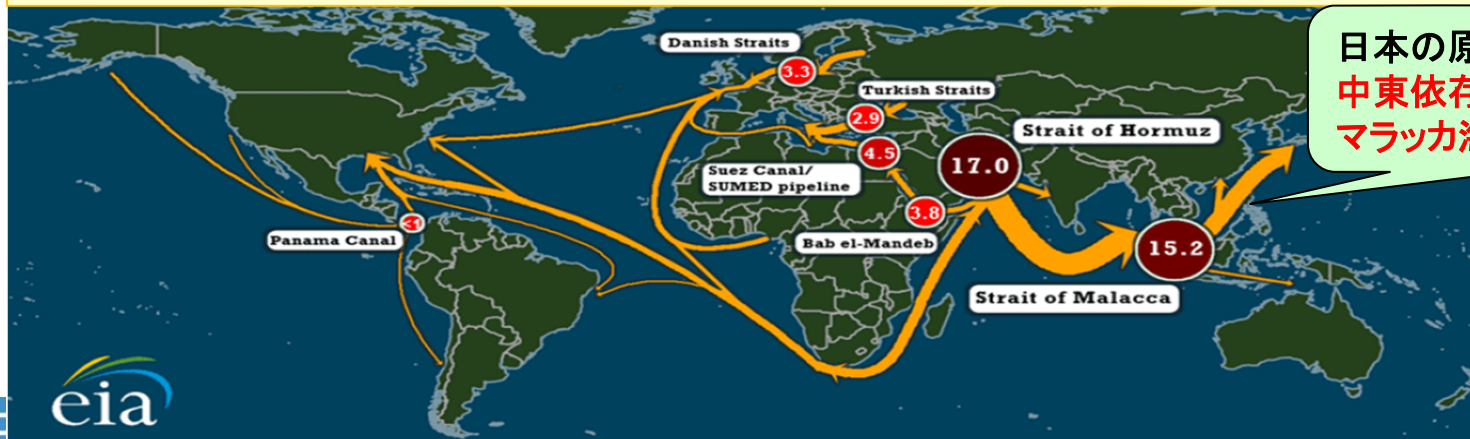 Danish Straits
3.3
Turkish Straits
2.9
Strait of Hormuz
17.0
4.5
Suez Canal/
SUMED pipeline
3.8
Bab el-Mandeb
<1
Panama Canal
15.2
Strait of Malacca
eia
日本の原
中東依存
マラッカ海